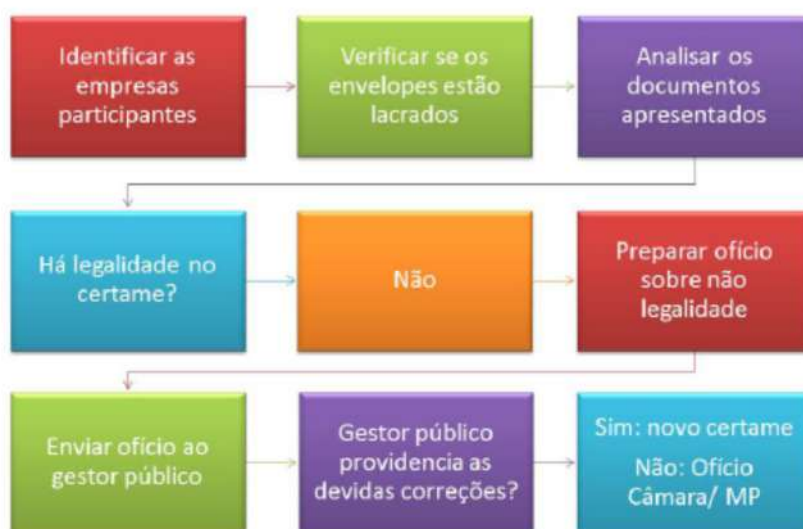 Identificar as
empresas
participantes
Verificar se os
envelopes estão
lacrados
Analisar os
documentos
apresentados
Há legalidade no
certame?
Não
Preparar ofício
sobre não
legalidade
Enviar ofício ao
gestor público
Gestor público
providencia as
devidas correções?
Sim: novo certame
Não: Ofício
Câmara/ MP